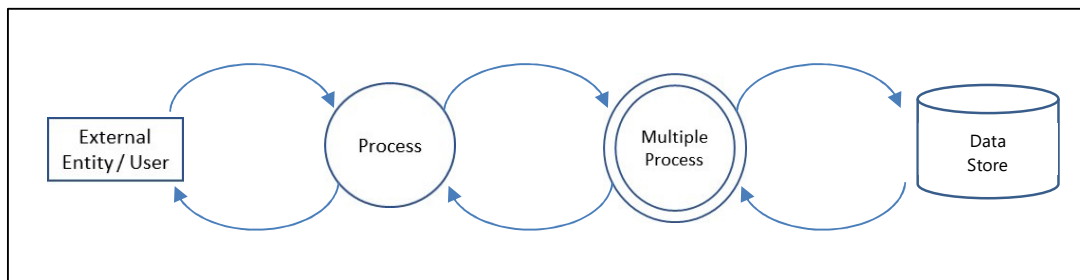 External
Entity / User
Process
Multiple
Process
Data
Store